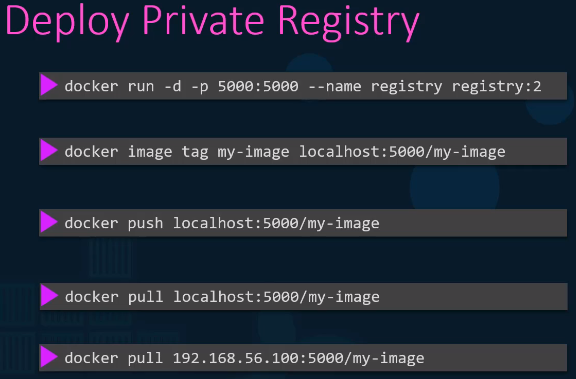 Deploy Private Registry
docker run -d -p 5000:5000 --name registry registry:2
docker image tag my-image localhost:5000/my-image
docker push localhost:5000/my-image
docker pull localhost:5000/my-image
docker pull 192.168.56.100:5000/my-image